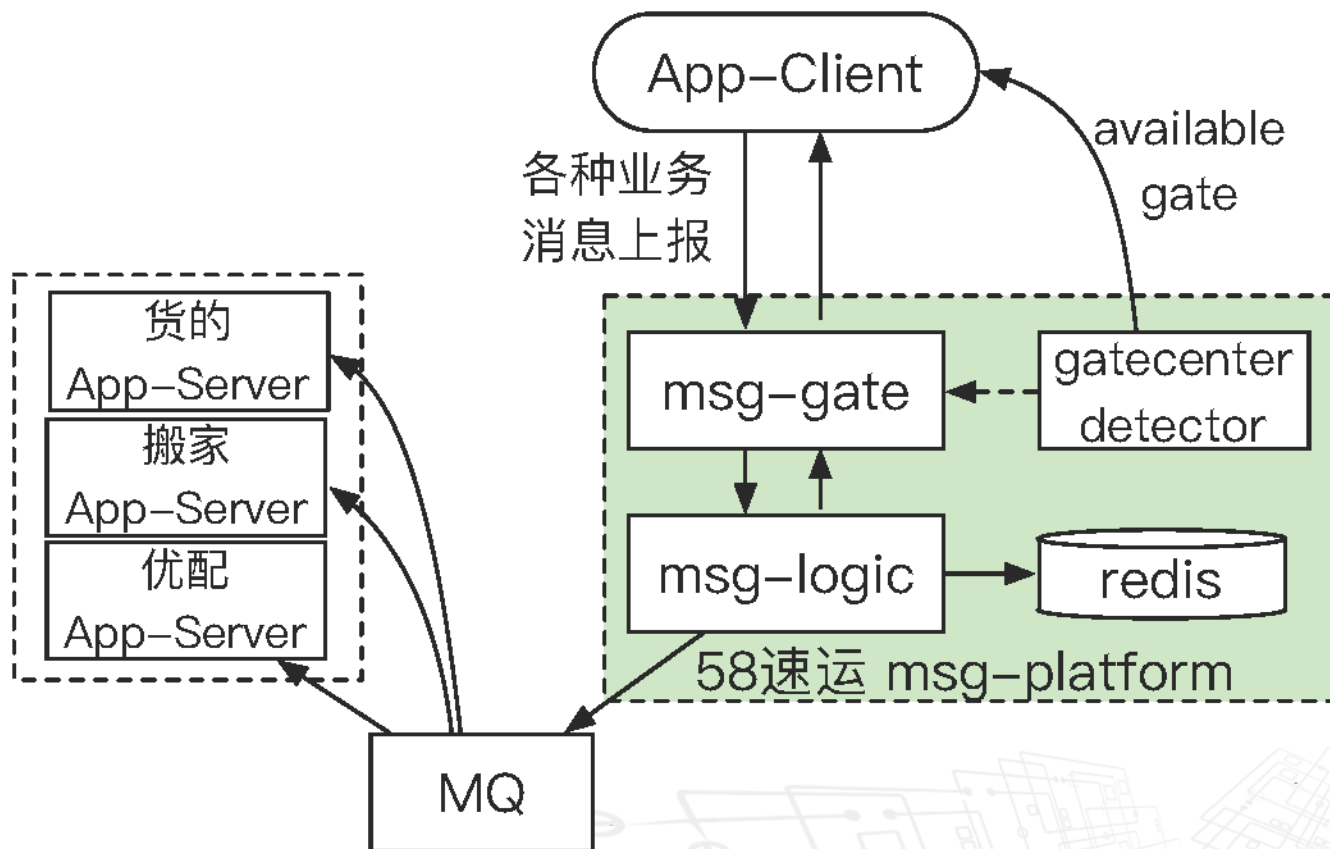 App-Client
available
gate
各种业务
消息上报
货的
App-Server
搬家
App-Server
优配
App-Server
msg-gate
gatecenter
detector
msg-logic
redis
58速运 msg-platform
MQ